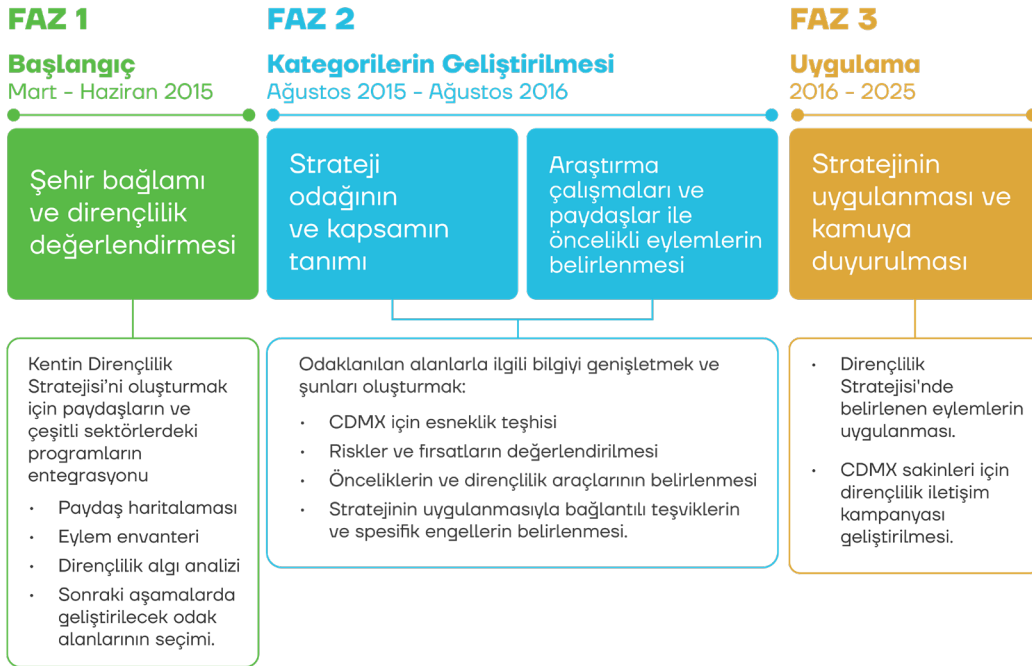 FAZ 1
Başlangıç
Mart - Haziran 2015
Şehir bağlamı
ve dirençlilik
değerlendirmesi
Kentin Dirençlilik
Stratejisi'ni oluşturmak
için paydaşların ve
çeşitli sektörlerdeki
programların
entegrasyonu
· Paydaş haritalaması
· Eylem envanteri
· Dirençlilik algı analizi
· Sonraki aşamalarda
geliştirilecek odak
alanlarının seçimi.
FAZ 2
Kategorilerin Geliştirilmesi
Ağustos 2015 - Ağustos 2016
Strateji
odağının
ve kapsamın
tanımı
Araştırma
çalışmaları ve
paydaşlar ile
öncelikli eylemlerin
belirlenmesi
Odaklanılan alanlarla ilgili bilgiyi genişletmek ve
şunları oluşturmak:
· CDMX için esneklik teşhisi
· Riskler ve fırsatların değerlendirilmesi
· Önceliklerin ve dirençlilik araçlarının belirlenmesi
· Stratejinin uygulanmasıyla bağlantılı teşviklerin
ve spesifik engellerin belirlenmesi.
FAZ 3
Uygulama
2016 - 2025
Stratejinin
uygulanması ve
kamuya
duyurulması
· Dirençlilik
Stratejisi'nde
belirlenen eylemlerin
uygulanması.
· CDMX sakinleri için
dirençlilik iletişim
kampanyası
geliştirilmesi.